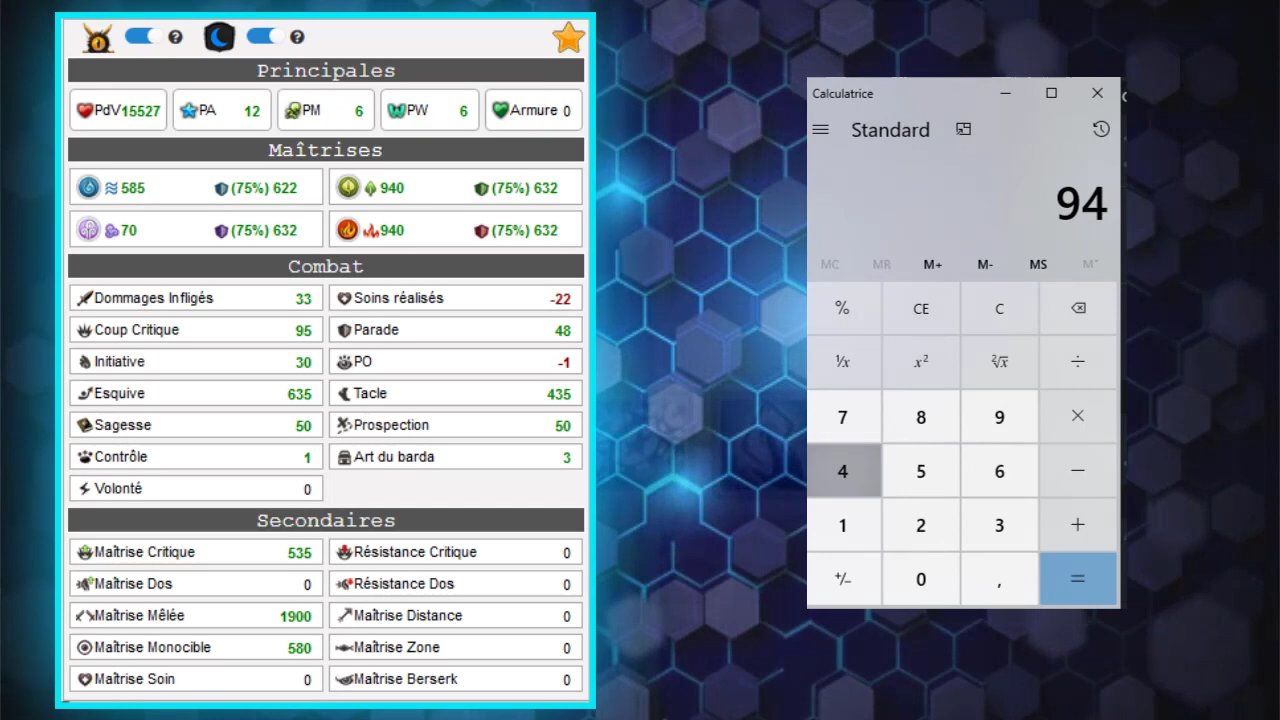 Principales
PdV 15527 PA 12 PM 6 PW 6 Armure 0
Maîtrises
585 (75%) 622 940 (75%) 632
70 (75%) 632 940 (75%) 632
Combat
Dommages Infligés 33 Soins réalisés -22
Coup Critique 95 Parade 48
Initiative 30 PO -1
Esquive 635 Tacle 435
Sagesse 50 Prospection 50
Contrôle 1 Art du barda 3
Volonté 0
Secondaires
Maîtrise Critique 535 Résistance Critique 0
Maîtrise Dos 0 Résistance Dos 0
Maîtrise Mêlée 1900 Maîtrise Distance 0
Maîtrise Monocible 580 Maîtrise Zone 0
Maîtrise Soin 0 Maîtrise Berserk 0
Calculatrice
Standard
94
MC MR M+ M- MS M˅
% CE C
¹/x x² ²√x ÷
7 8 9 ×
4 5 6 −
1 2 3 +
+/− 0 , =